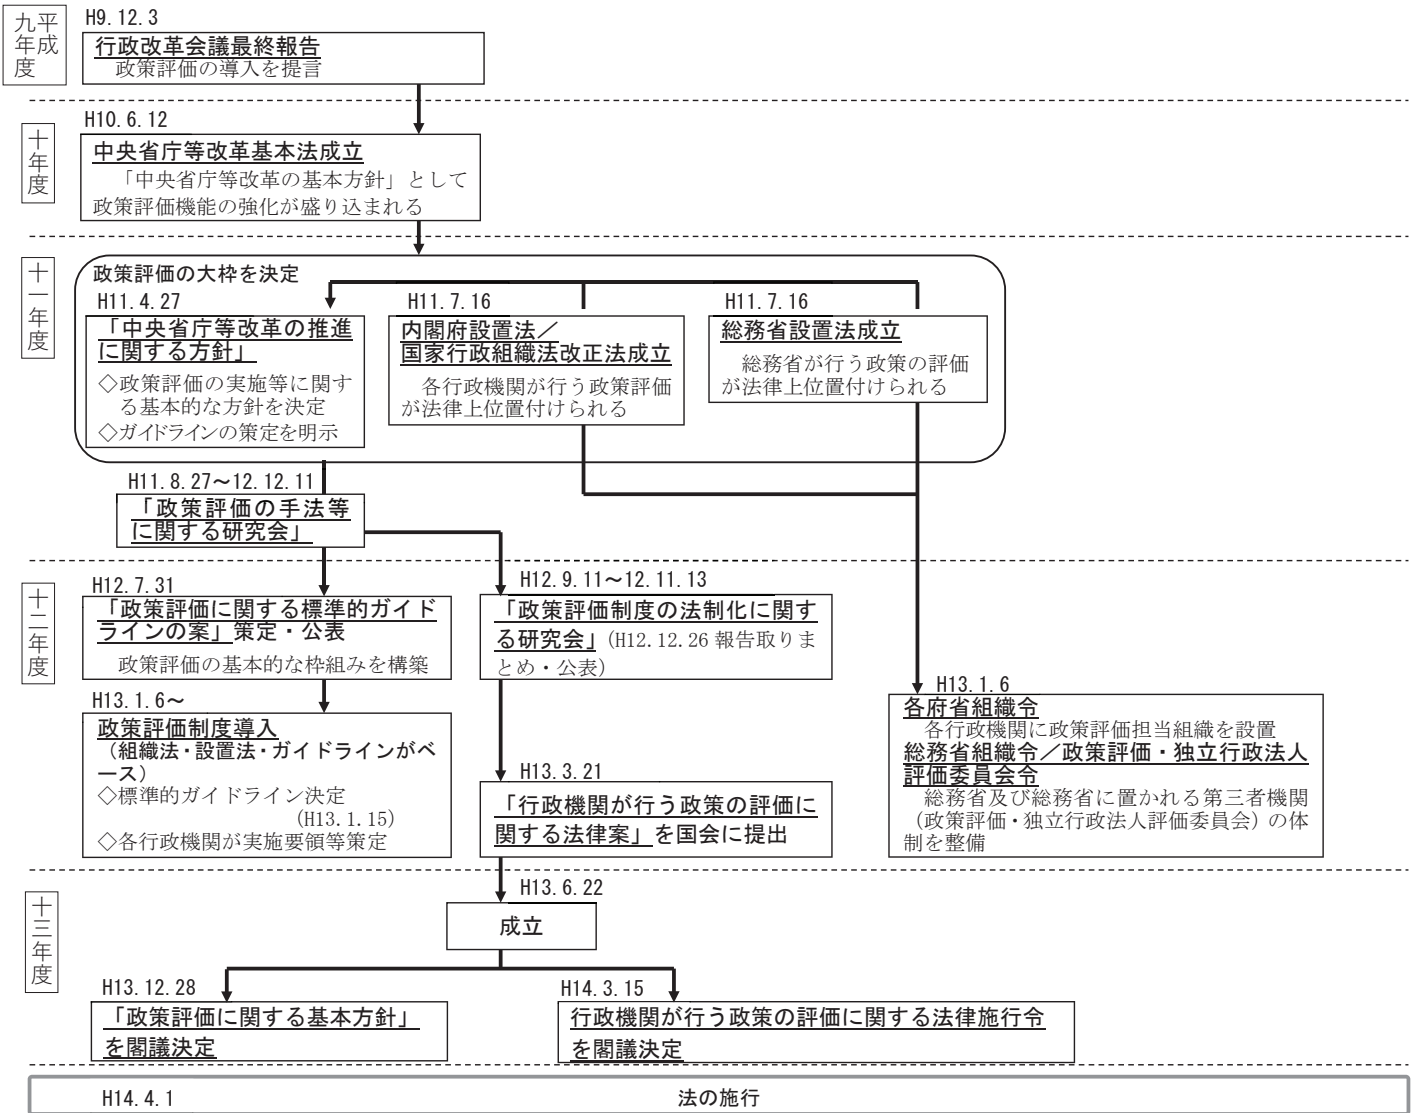 平成九年度
H9.12.3
行政改革会議最終報告
政策評価の導入を提言
十年度
H10.6.12
中央省庁等改革基本法成立
「中央省庁等改革の基本方針」として
政策評価機能の強化が盛り込まれる
十一年度
政策評価の大枠を決定
H11.4.27
「中央省庁等改革の推進
に関する方針」
◇政策評価の実施等に関す
る基本的な方針を決定
◇ガイドラインの策定を明示
H11.7.16
内閣府設置法/
国家行政組織法改正法成立
各行政機関が行う政策評価
が法律上位置付けられる
H11.7.16
総務省設置法成立
総務省が行う政策の評価
が法律上位置付けられる
H11.8.27~12.12.11
「政策評価の手法等
に関する研究会」
十二年度
H12.7.31
「政策評価に関する標準的ガイド
ラインの案」策定・公表
政策評価の基本的な枠組みを構築
H12.9.11~12.11.13
「政策評価制度の法制化に関す
る研究会」(H12.12.26 報告取りま
とめ・公表)
H13.1.6~
政策評価制度導入
(組織法・設置法・ガイドラインがベ
ース)
◇標準的ガイドライン決定
(H13.1.15)
◇各行政機関が実施要領等策定
H13.3.21
「行政機関が行う政策の評価に
関する法律案」を国会に提出
H13.1.6
各府省組織令
各行政機関に政策評価担当組織を設置
総務省組織令/政策評価・独立行政法人
評価委員会令
総務省及び総務省に置かれる第三者機関
(政策評価・独立行政法人評価委員会)の体
制を整備
十三年度
H13.6.22
成立
H13.12.28
「政策評価に関する基本方針」
を閣議決定
H14.3.15
行政機関が行う政策の評価に関する法律施行令
を閣議決定
H14.4.1
法の施行